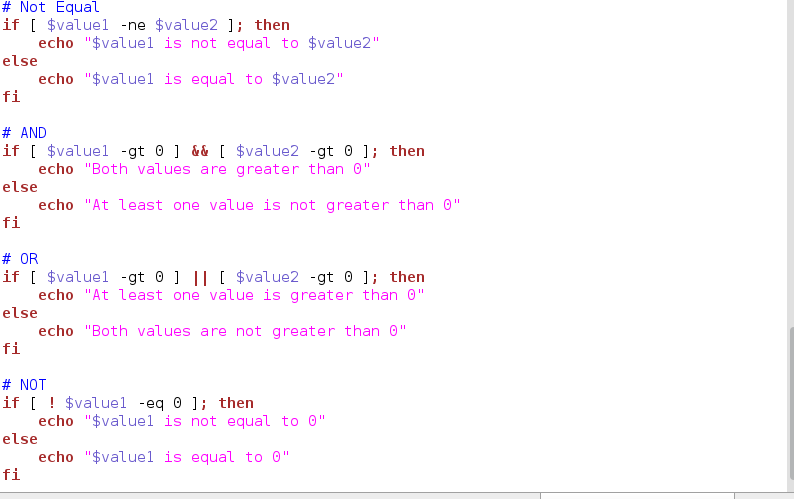 # Not Equal
if [ $value1 -ne $value2 ]; then
    echo "$value1 is not equal to $value2"
else
    echo "$value1 is equal to $value2"
fi

# AND
if [ $value1 -gt 0 ] && [ $value2 -gt 0 ]; then
    echo "Both values are greater than 0"
else
    echo "At least one value is not greater than 0"
fi

# OR
if [ $value1 -gt 0 ] || [ $value2 -gt 0 ]; then
    echo "At least one value is greater than 0"
else
    echo "Both values are not greater than 0"
fi

# NOT
if [ ! $value1 -eq 0 ]; then
    echo "$value1 is not equal to 0"
else
    echo "$value1 is equal to 0"
fi